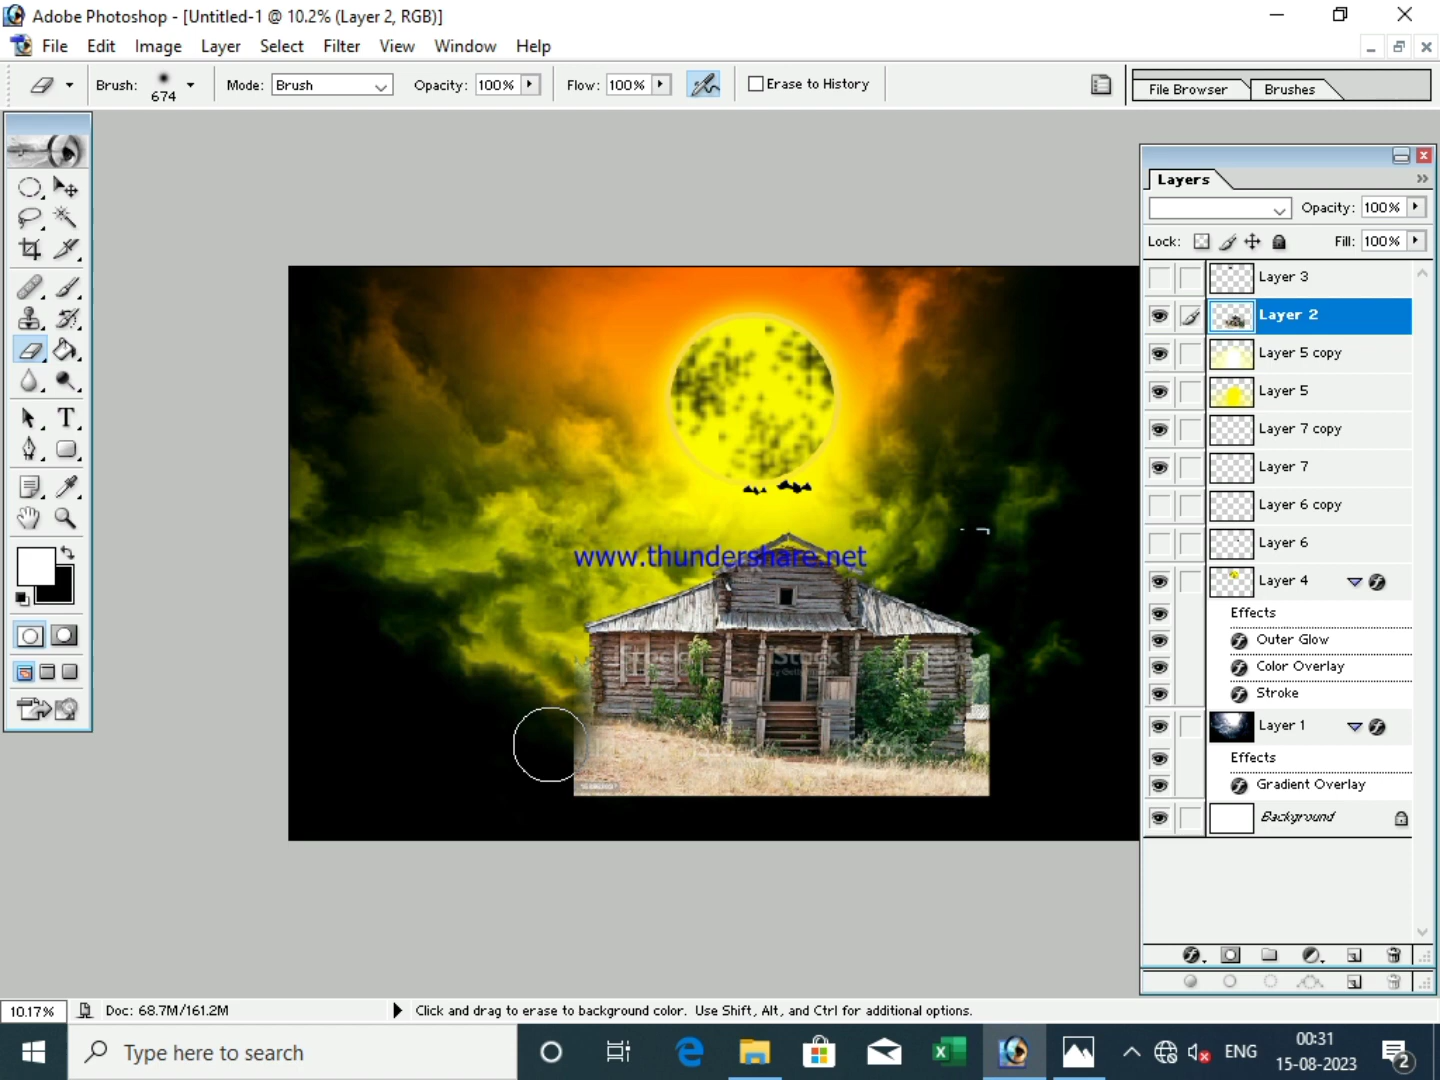 Adobe Photoshop - [Untitled-1 @ 10.2% (Layer 2, RGB)]
File Edit Image Layer Select Filter View Window Help
Brush: 674 Mode: Brush Opacity: 100% Flow: 100% Erase to History File Browser Brushes
Layers
Opacity: 100%
Lock: Fill: 100%
Layer 3
Layer 2
Layer 5 copy
Layer 5
Layer 7 copy
Layer 7
Layer 6 copy
Layer 6
Layer 4
Effects
Outer Glow
Color Overlay
Stroke
Layer 1
Effects
Gradient Overlay
Background
T
www.thundershare.net
iStock
iStock
10.17% Doc: 68.7M/161.2M Click and drag to erase to background color. Use Shift, Alt, and Ctrl for additional options.
Type here to search
ENG
00:31
15-08-2023
2